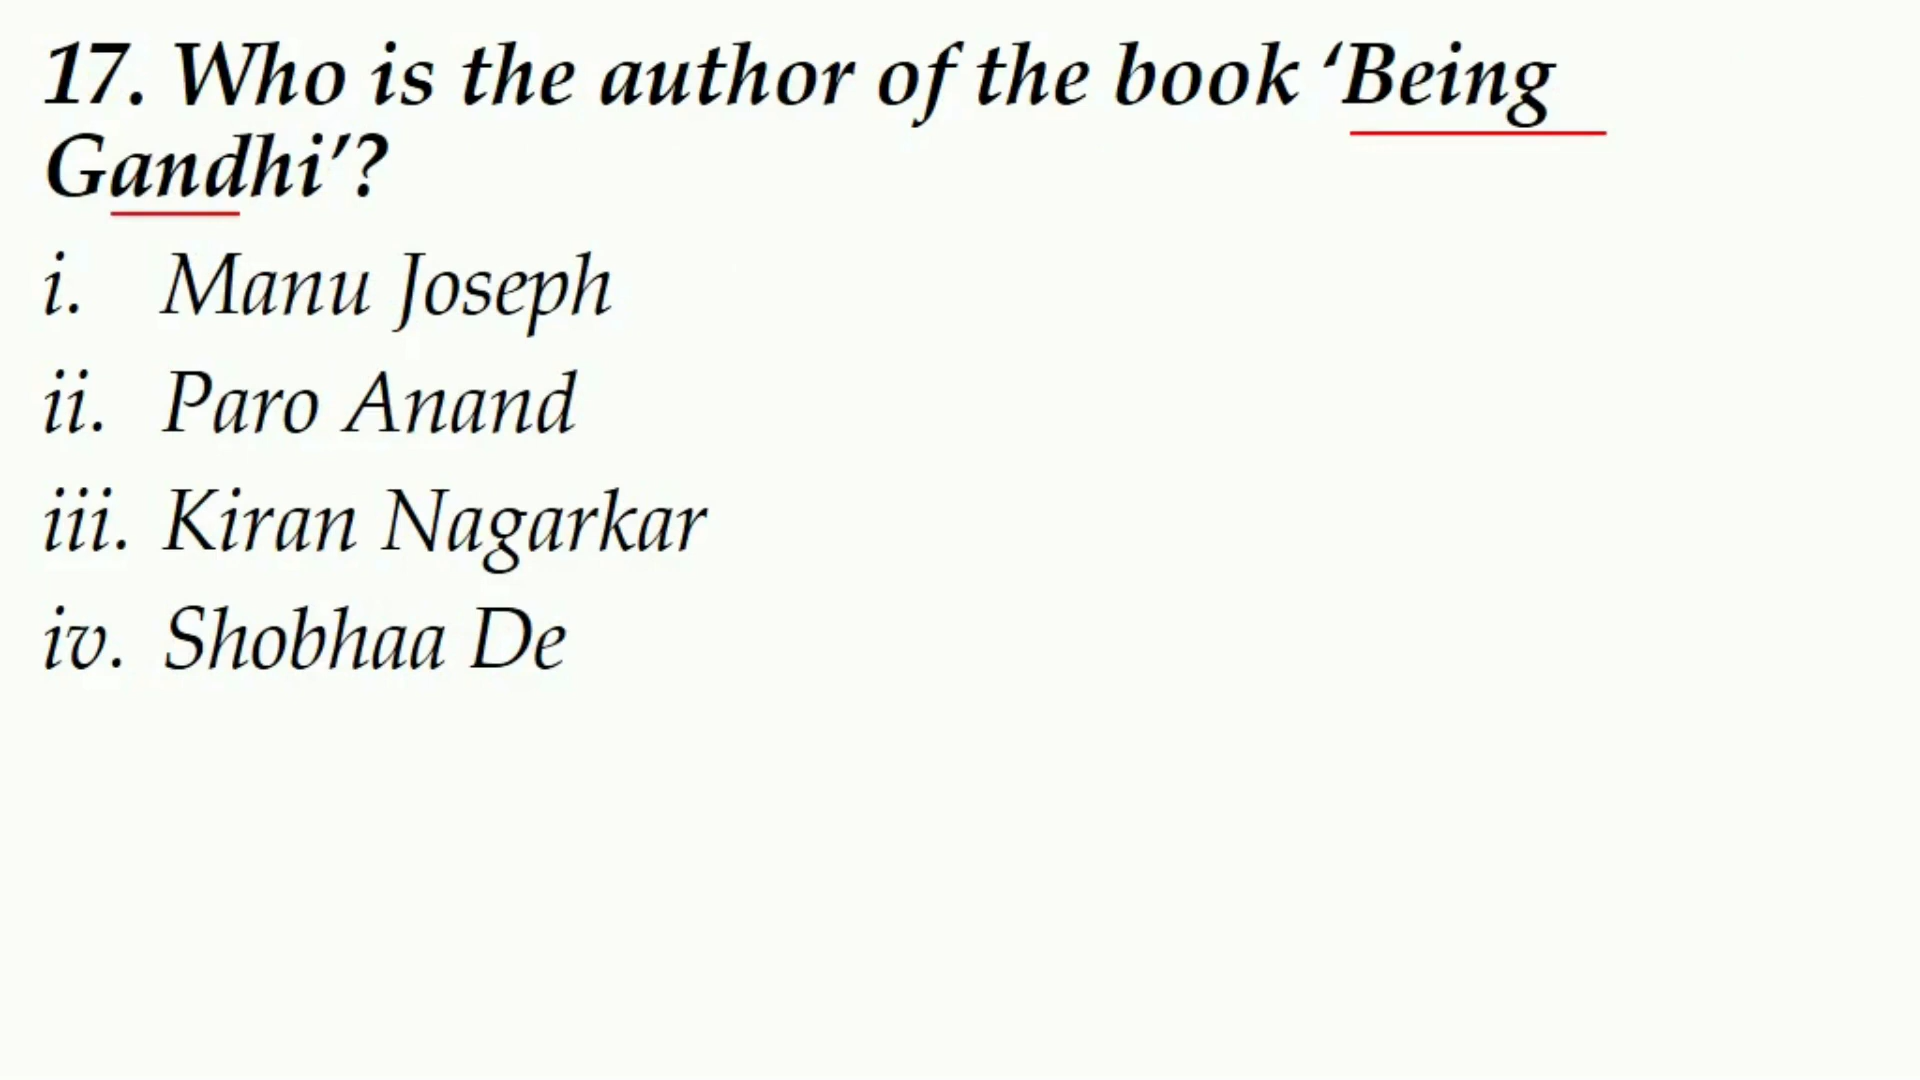 17. Who is the author of the book ‘Being
Gandhi’?
i. Manu Joseph
ii. Paro Anand
iii. Kiran Nagarkar
iv. Shobhaa De